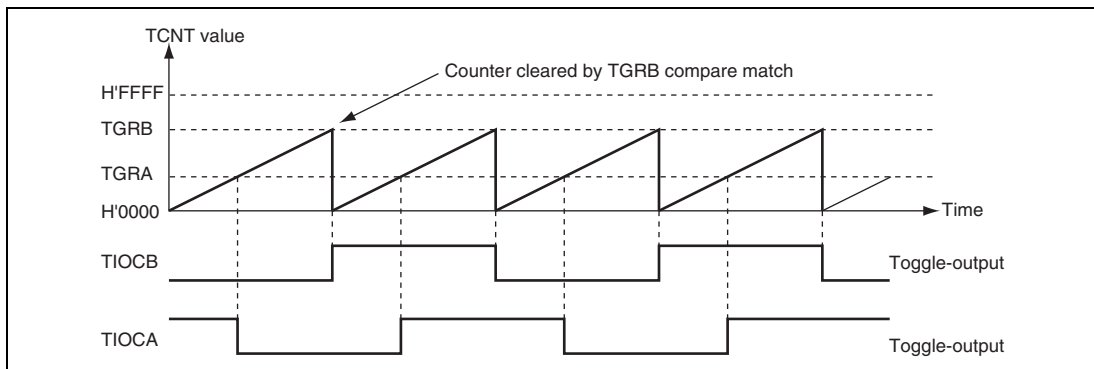 TCNT value
Counter cleared by TGRB compare match
H'FFFF
TGRB
TGRA
H'0000
Time
TIOCB
Toggle-output
TIOCA
Toggle-output